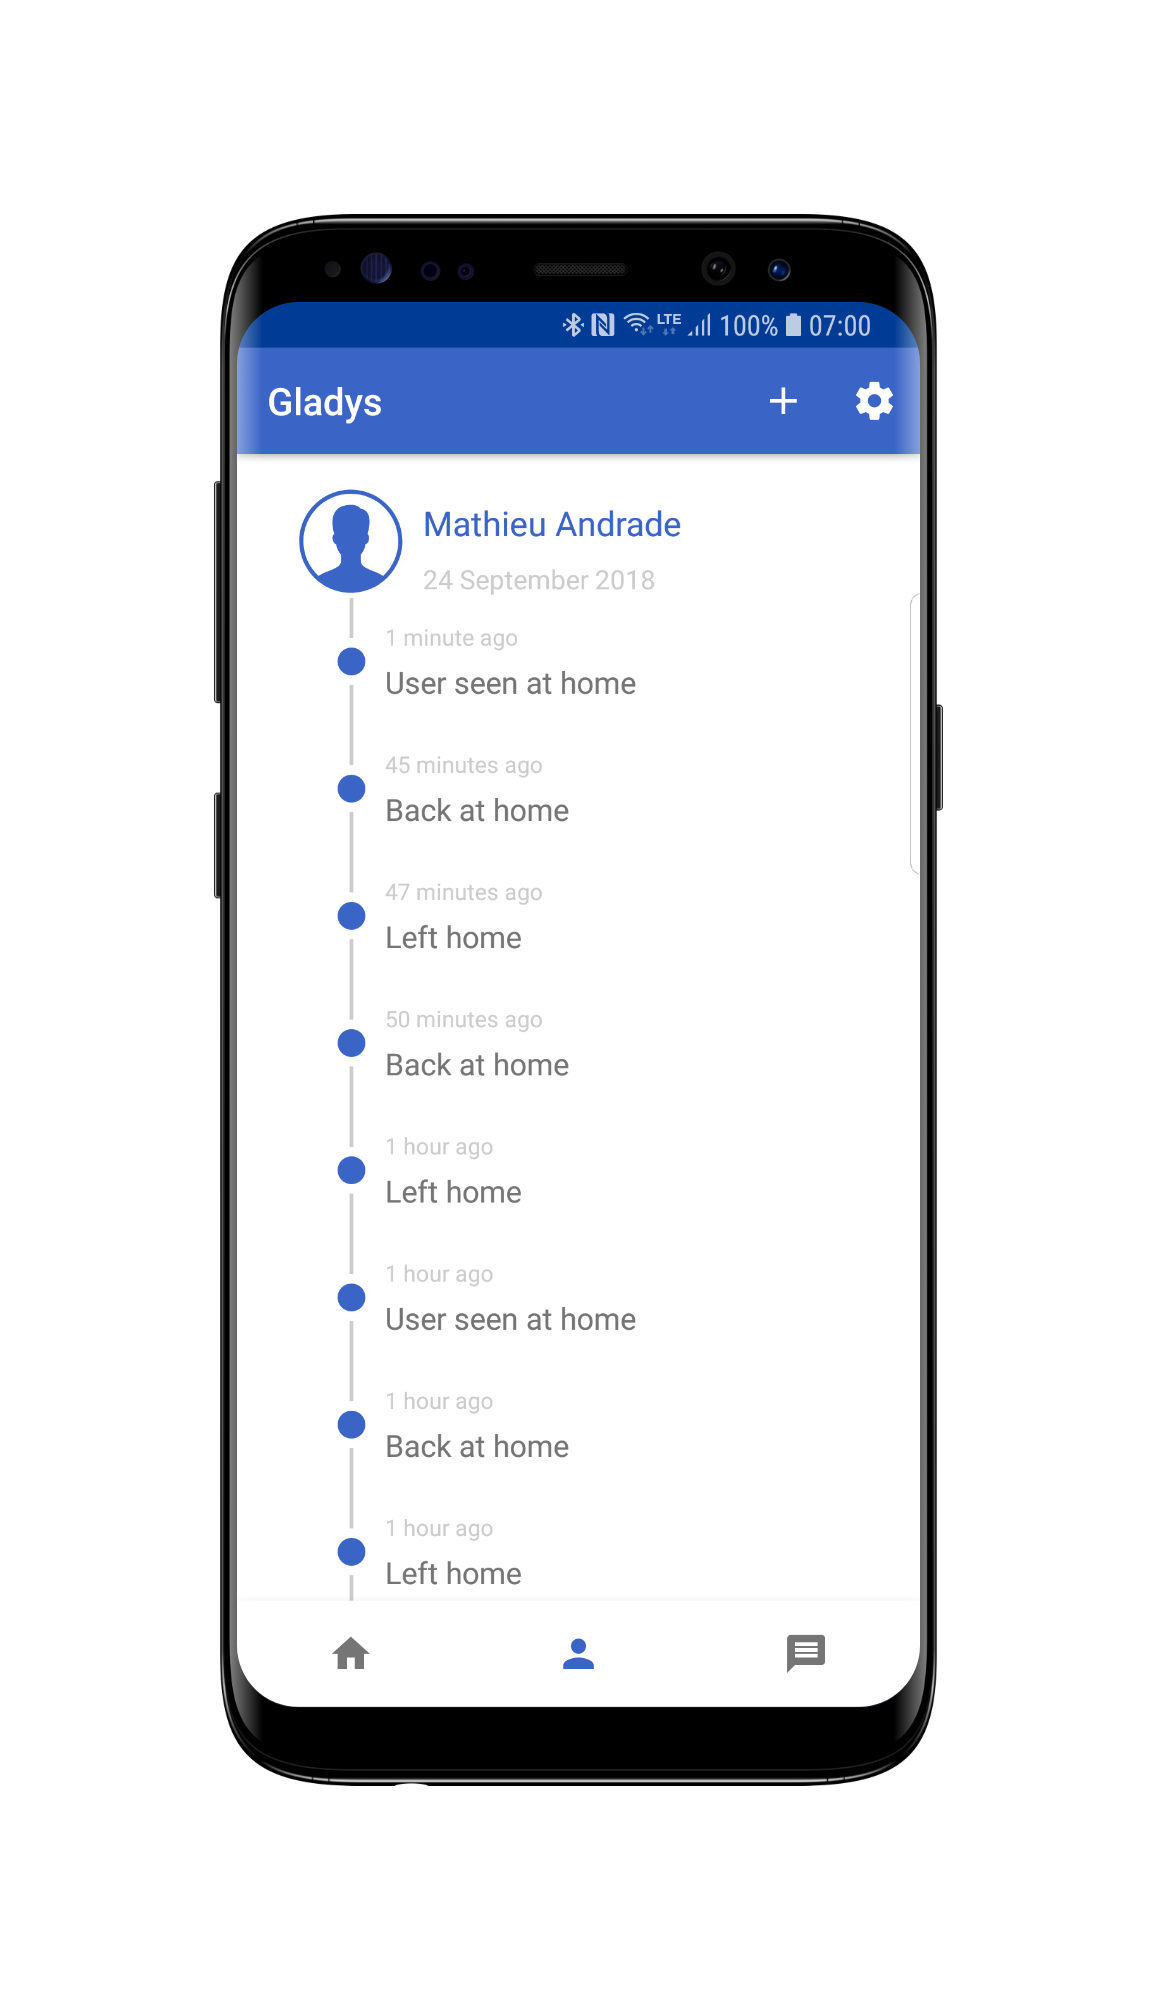 LTE 100% 07:00
Gladys
Mathieu Andrade
24 September 2018
1 minute ago
User seen at home
45 minutes ago
Back at home
47 minutes ago
Left home
50 minutes ago
Back at home
1 hour ago
Left home
1 hour ago
User seen at home
1 hour ago
Back at home
1 hour ago
Left home